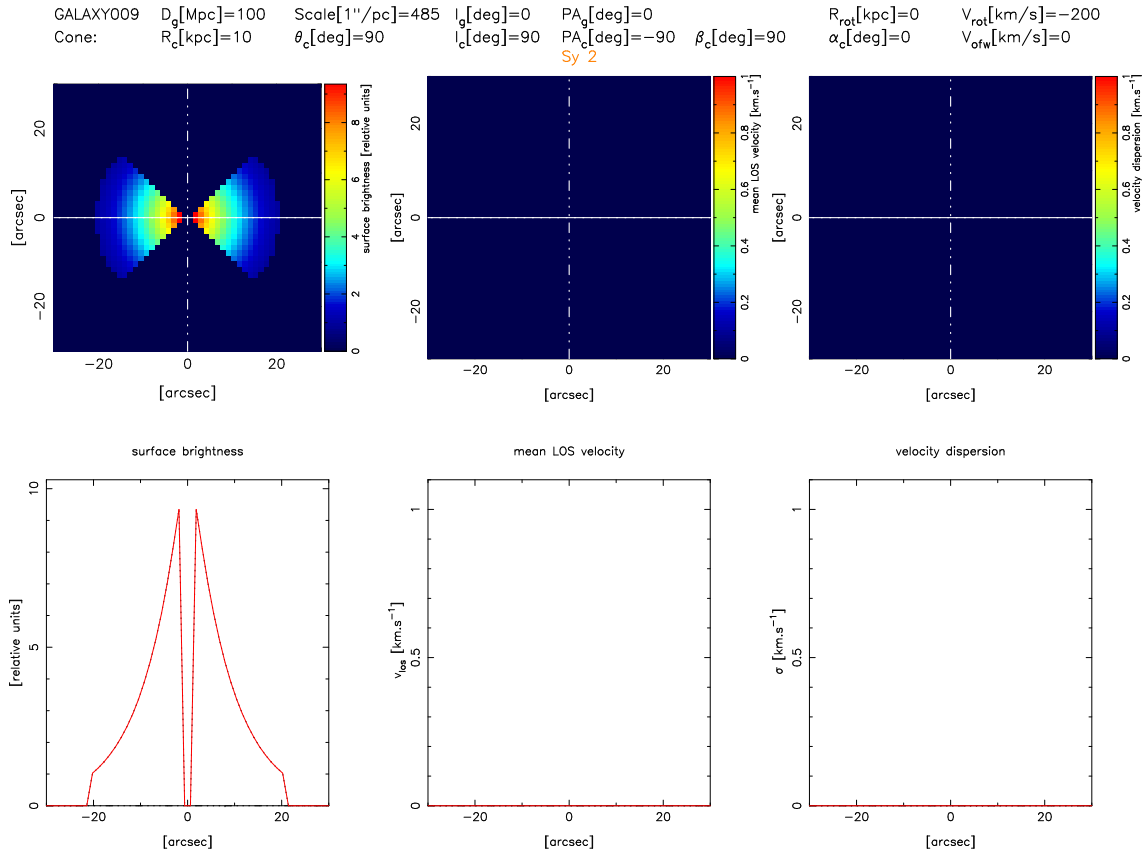 GALAXY009 D_g[Mpc]=100 Scale[1"/pc]=485 I_g[deg]=0 PA_g[deg]=0 R_rot[kpc]=0 V_rot[km/s]=−200
Cone: R_c[kpc]=10 θ_c[deg]=90 I_c[deg]=90 PA_c[deg]=−90 β_c[deg]=90 α_c[deg]=0 V_ofw[km/s]=0
Sy 2
[arcsec]
20
0
−20
−20 0 20
[arcsec]
0 2 4 6 8
surface brightness [relative units]
[arcsec]
20
0
−20
−20 0 20
[arcsec]
0 0.2 0.4 0.6 0.8 1
mean LOS velocity [km.s⁻¹]
[arcsec]
20
0
−20
−20 0 20
[arcsec]
0 0.2 0.4 0.6 0.8 1
velocity dispersion [km.s⁻¹]
surface brightness
[relative units]
10
5
0
−20 0 20
[arcsec]
mean LOS velocity
v_los [km.s⁻¹]
1
0.5
0
−20 0 20
[arcsec]
velocity dispersion
σ [km.s⁻¹]
1
0.5
0
−20 0 20
[arcsec]